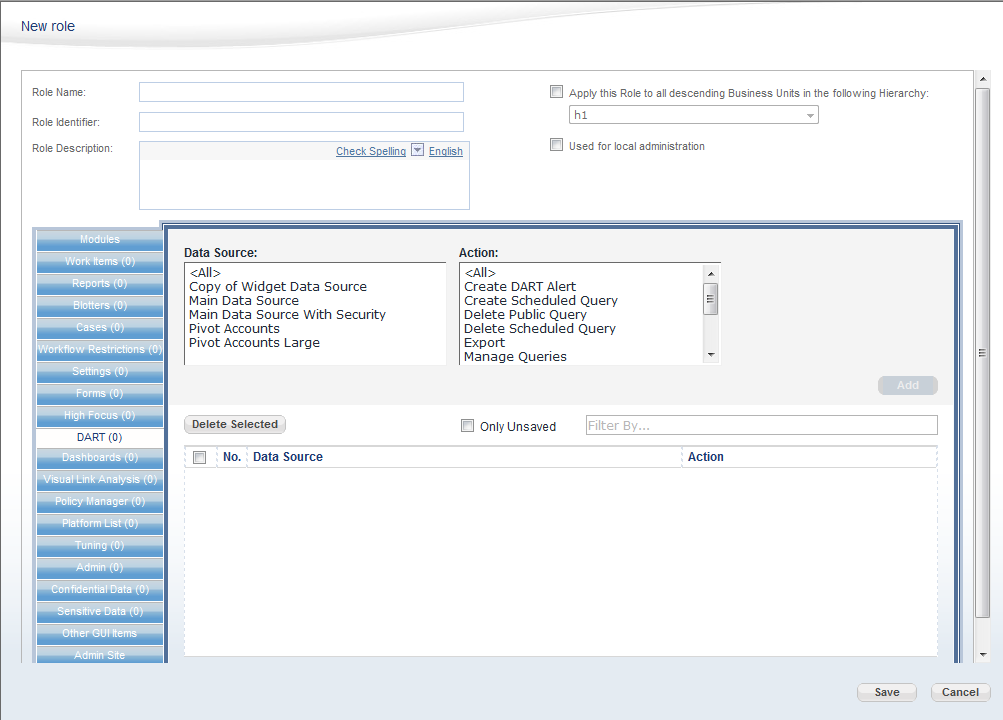 New role
Role Name:
Apply this Role to all descending Business Units in the following Hierarchy:
h1
Role Identifier:
Role Description:
Check Spelling English
Used for local administration
Modules
Work Items (0)
Reports (0)
Blotters (0)
Cases (0)
Workflow Restrictions (0)
Settings (0)
Forms (0)
High Focus (0)
DART (0)
Dashboards (0)
Visual Link Analysis (0)
Policy Manager (0)
Platform List (0)
Tuning (0)
Admin (0)
Confidential Data (0)
Sensitive Data (0)
Other GUI Items
Admin Site
Data Source:
<All>
Copy of Widget Data Source
Main Data Source
Main Data Source With Security
Pivot Accounts
Pivot Accounts Large
Action:
<All>
Create DART Alert
Create Scheduled Query
Delete Public Query
Delete Scheduled Query
Export
Manage Queries
Add
Delete Selected Only Unsaved Filter By...
No. Data Source Action
Save Cancel